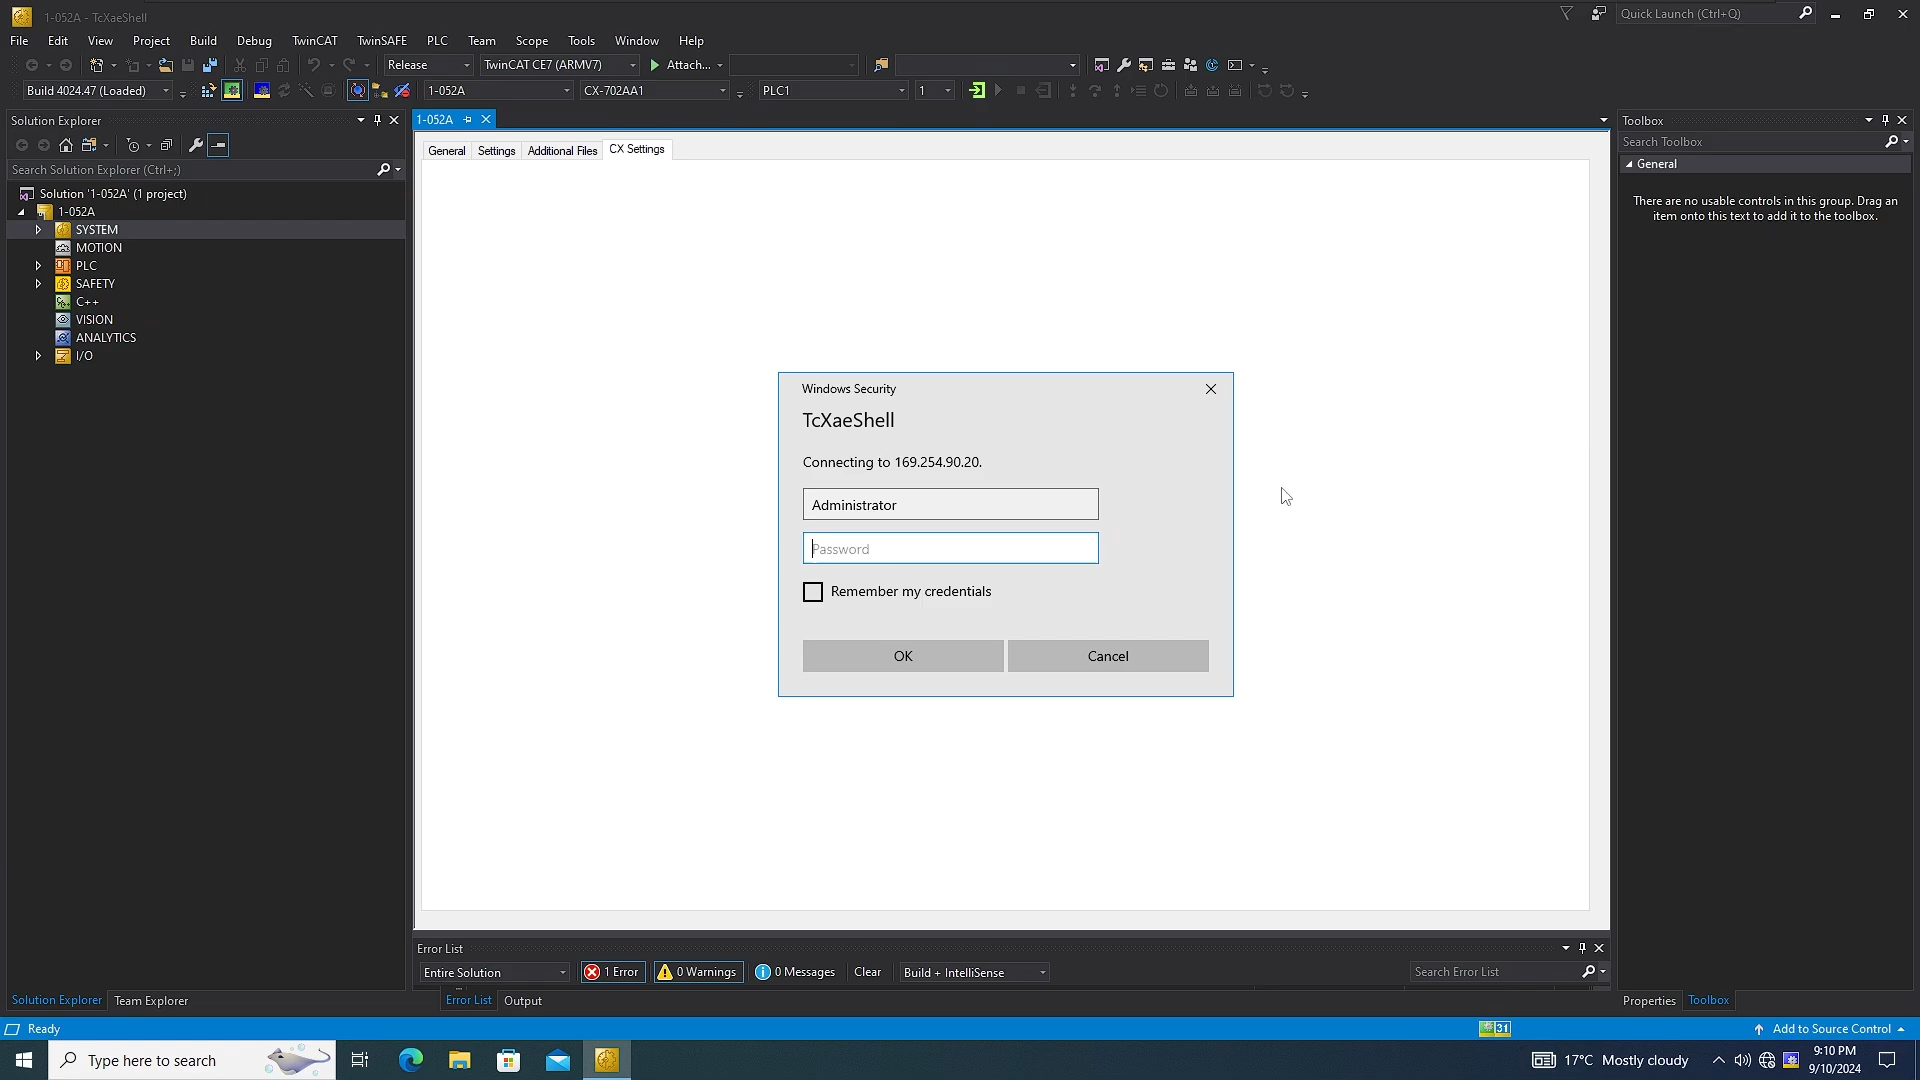 1-052A - TcXaeShell
Quick Launch (Ctrl+Q)
File Edit View Project Build Debug TwinCAT TwinSAFE PLC Team Scope Tools Window Help
Release TwinCAT CE7 (ARMV7) Attach...
Build 4024.47 (Loaded) 1-052A CX-702AA1 PLC1 1
Solution Explorer
Search Solution Explorer (Ctrl+;)
Solution '1-052A' (1 project)
1-052A
SYSTEM
MOTION
PLC
SAFETY
C++
VISION
ANALYTICS
I/O
Solution Explorer Team Explorer
1-052A
General Settings Additional Files CX Settings
Windows Security
TcXaeShell
Connecting to 169.254.90.20.
Administrator
Password
Remember my credentials
OK Cancel
Error List
Entire Solution 1 Error 0 Warnings 0 Messages Clear Build + IntelliSense Search Error List
Error List Output
Toolbox
Search Toolbox
General
There are no usable controls in this group. Drag an
item onto this text to add it to the toolbox.
Properties Toolbox
Ready 31 Add to Source Control
Type here to search
17°C Mostly cloudy
9:10 PM
9/10/2024